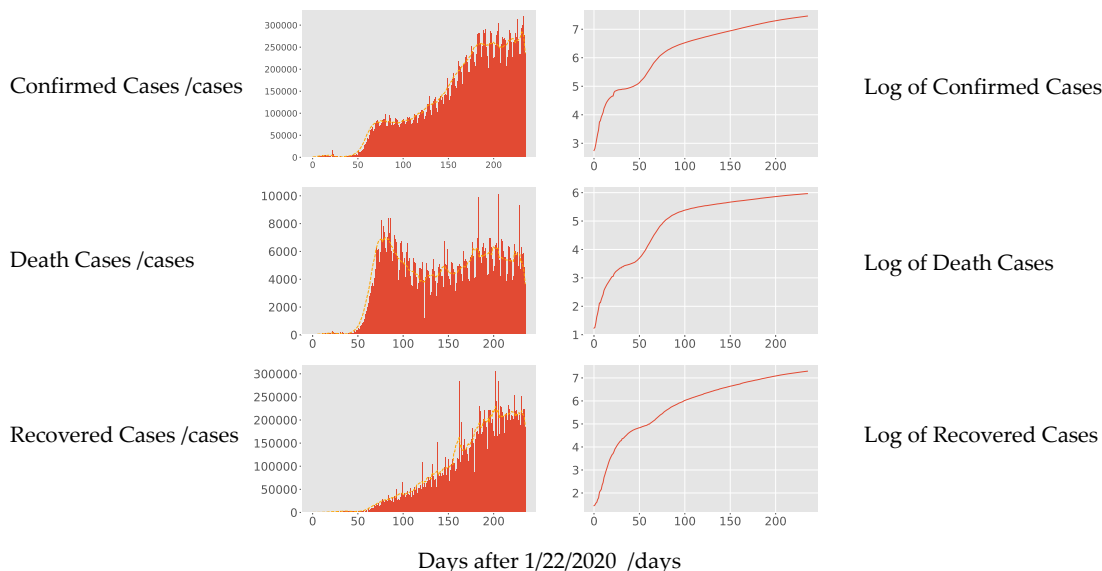 300000
250000
200000
150000
100000
50000
0
0 50 100 150 200
Confirmed Cases /cases
7
6
5
4
3
0 50 100 150 200
Log of Confirmed Cases
10000
8000
6000
4000
2000
0
0 50 100 150 200
Death Cases /cases
6
5
4
3
2
1
0 50 100 150 200
Log of Death Cases
300000
250000
200000
150000
100000
50000
0
0 50 100 150 200
Recovered Cases /cases
7
6
5
4
3
2
0 50 100 150 200
Log of Recovered Cases
Days after 1/22/2020 /days